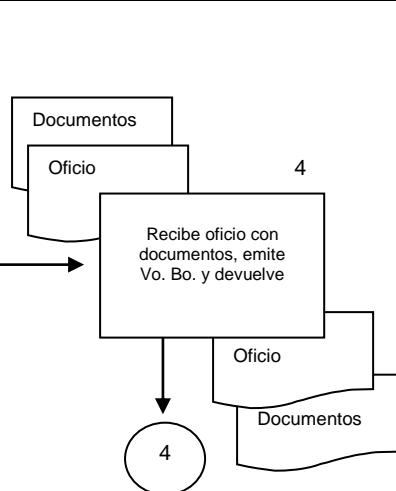 Documentos
Oficio
4
Recibe oficio con
documentos, emite
Vo. Bo. y devuelve
Oficio
Documentos
4